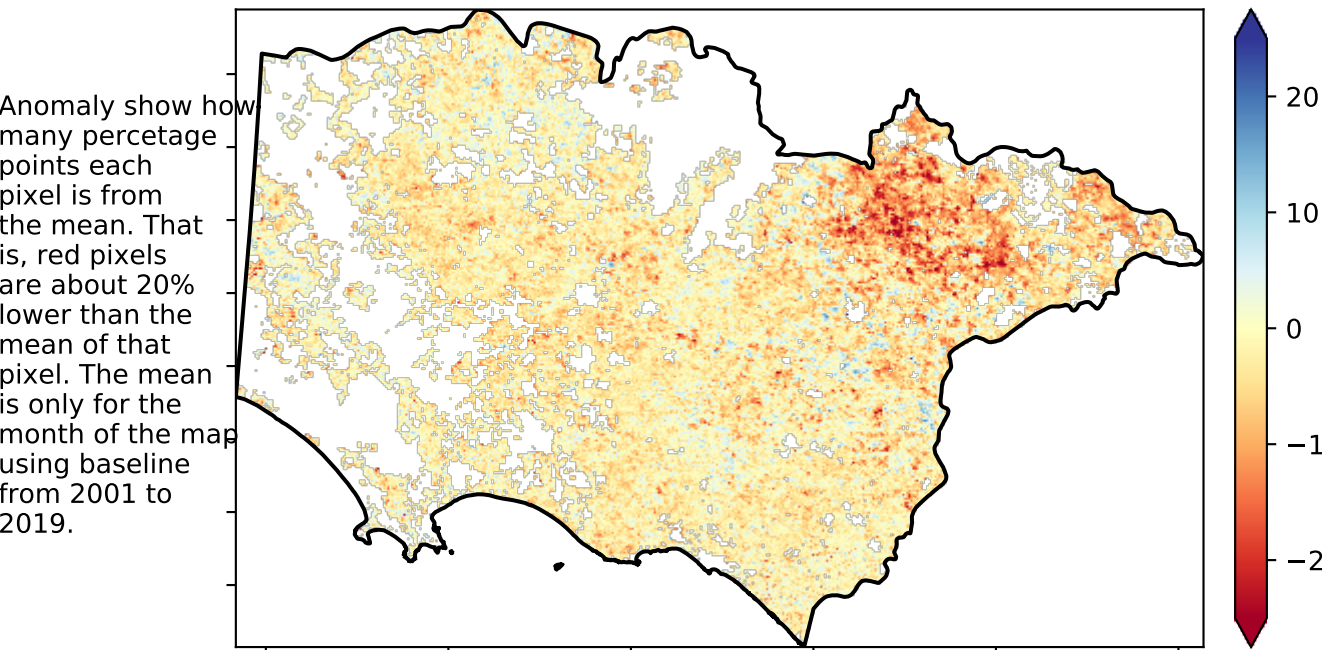 Anomaly show how
many percetage
points each
pixel is from
the mean. That
is, red pixels
are about 20%
lower than the
mean of that
pixel. The mean
is only for the
month of the map
using baseline
from 2001 to
2019.
20
10
0
−1
−2